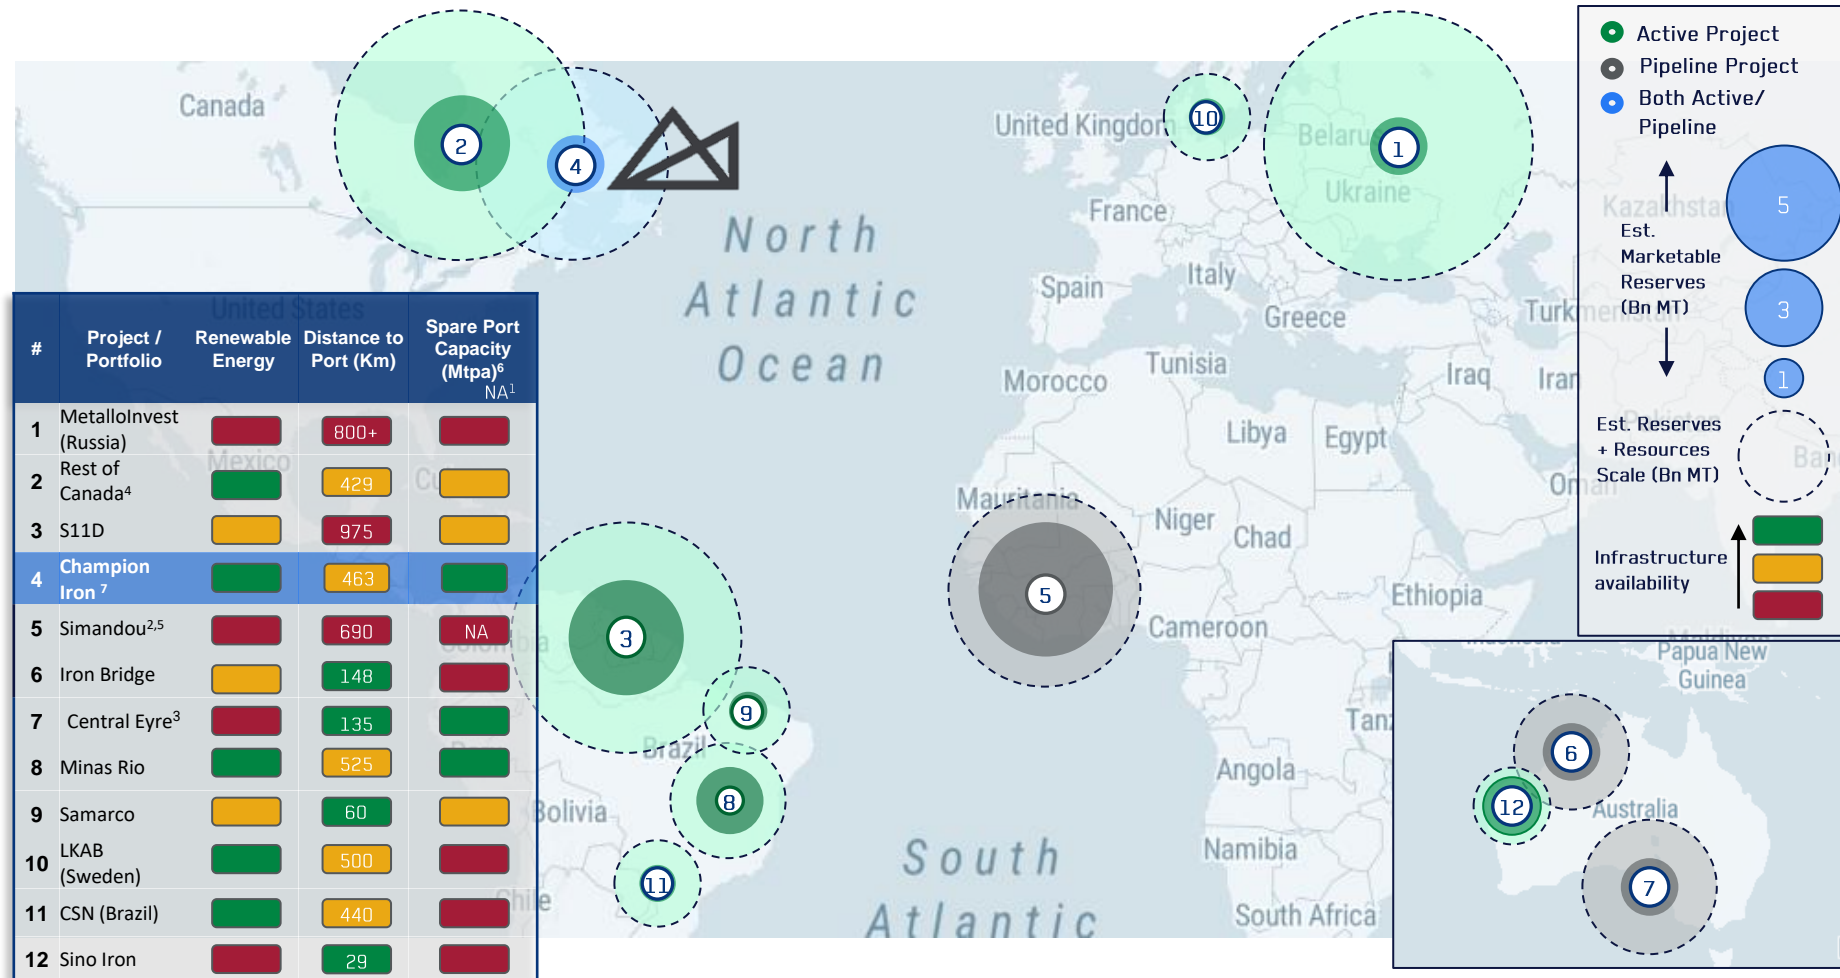 Canada
United States
Mexico
North
Atlantic
Ocean
United Kingdom
Belarus
Ukraine
France
Spain
Italy
Greece
Kazakhstan
Turkmenistan
Morocco
Tunisia
Iraq
Iran
Libya
Egypt
Oman
Mauritania
Niger
Chad
Ethiopia
Cameroon
Colombia
Brazil
Bolivia
Chile
Angola
Namibia
South Africa
South
Atlantic
Papua New
Guinea
Australia
2
4
10
1
3
5
9
8
11
6
12
7
Active Project
Pipeline Project
Both Active/
Pipeline
Est.
Marketable
Reserves
(Bn MT)
5
3
1
Est. Reserves
+ Resources
Scale (Bn MT)
Infrastructure
availability
# Project / Portfolio Renewable Energy Distance to Port (Km) Spare Port Capacity (Mtpa)⁶
NA¹
1 MetalloInvest (Russia) 800+
2 Rest of Canada⁴ 429
3 S11D 975
4 Champion Iron ⁷ 463
5 Simandou²,⁵ 690 NA
6 Iron Bridge 148
7 Central Eyre³ 135
8 Minas Rio 525
9 Samarco 60
10 LKAB (Sweden) 500
11 CSN (Brazil) 440
12 Sino Iron 29